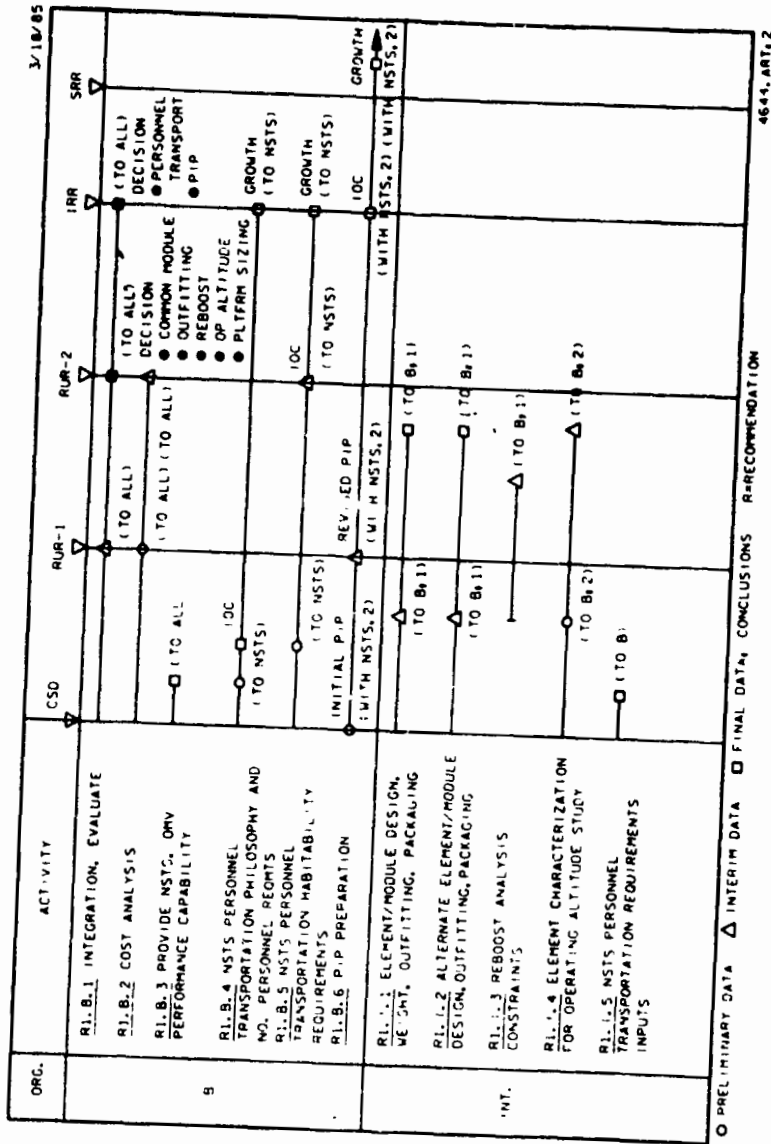 3/18/85
ORG.
ACTIVITY
CSD
RUR-1
RUR-2
IRR
SRR
B
R1.B.1 INTEGRATION, EVALUATE
R1.B.2 COST ANALYSIS
R1.B.3 PROVIDE NSTS, OMV
PERFORMANCE CAPABILITY
R1.B.4 NSTS PERSONNEL
TRANSPORTATION PHILOSOPHY AND
NO. PERSONNEL REQMTS
R1.B.5 NSTS PERSONNEL
TRANSPORTATION HABITABILITY
REQUIREMENTS
R1.B.6 PIP PREPARATION
(TO ALL)
(TO ALL)
DECISION
● COMMON MODULE
● OUTFITTING
● REBOOST
● OP ALTITUDE
● PLTFRM SIZING
(TO ALL)
DECISION
● PERSONNEL
TRANSPORT
● PIP
(TO ALL) (TO ALL)
(TO ALL
IOC
(TO NSTS)
GROWTH
(TO NSTS)
(TO NSTS)
IOC
(TO NSTS)
GROWTH
(TO NSTS)
INITIAL PIP
(WITH NSTS.2)
PIP
(WITH NSTS.2)
IOC
(WITH NSTS.2) (WITH NSTS.2)
GROWTH
INT.
ELEMENT/MODULE DESIGN,
WEIGHT, OUTFITTING, PACKAGING
ALTERNATE ELEMENT/MODULE
DESIGN, OUTFITTING, PACKAGING
REBOOST ANALYSIS
CONSTRAINTS
ELEMENT CHARACTERIZATION
FOR OPERATING ALTITUDE STUDY
NSTS PERSONNEL
TRANSPORTATION REQUIREMENTS
INPUTS
(TO B,1)
(TO B,1)
(TO B,1)
(TO B,1)
(TO B,1)
(TO B,2)
(TO B,2)
(TO B)
○ PRELIMINARY DATA △ INTERIM DATA □ FINAL DATA, CONCLUSIONS R=RECOMMENDATION
4644.ART,2